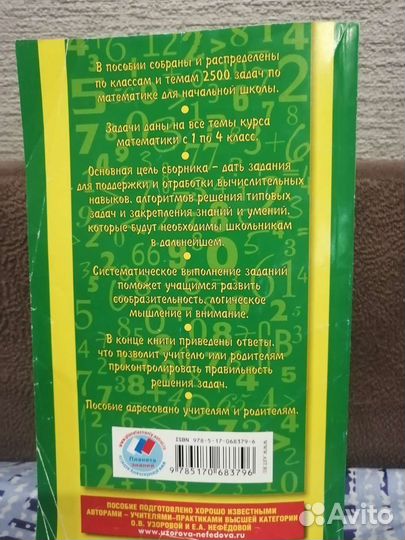 В пособии собраны и распределены
по классам и темам 2500 задач по
математике для начальной школы.
Задачи даны на все темы курса
математики с 1 по 4 класс.
Основная цель сборника – дать задания
для поддержки и отработки вычислительных
навыков, алгоритмов решения типовых
задач и закрепления знаний и умений,
которые будут необходимы школьникам
в дальнейшем.
Систематическое выполнение заданий
поможет учащимся развить
сообразительность, логическое
мышление и внимание.
В конце книги приведены ответы,
что позволит учителю или родителям
проконтролировать правильность
решения задач.
Пособие адресовано учителям и родителям.
Планета
знаний
ISBN 978-5-17-068379-6
9 785170 683796
ПОСОБИЕ ПОДГОТОВЛЕНО ХОРОШО ИЗВЕСТНЫМИ
АВТОРАМИ – УЧИТЕЛЯМИ-ПРАКТИКАМИ ВЫСШЕЙ КАТЕГОРИИ
О.В. УЗОРОВОЙ И Е.А. НЕФЁДОВОЙ
www.uzorova-nefedova.ru
Avito